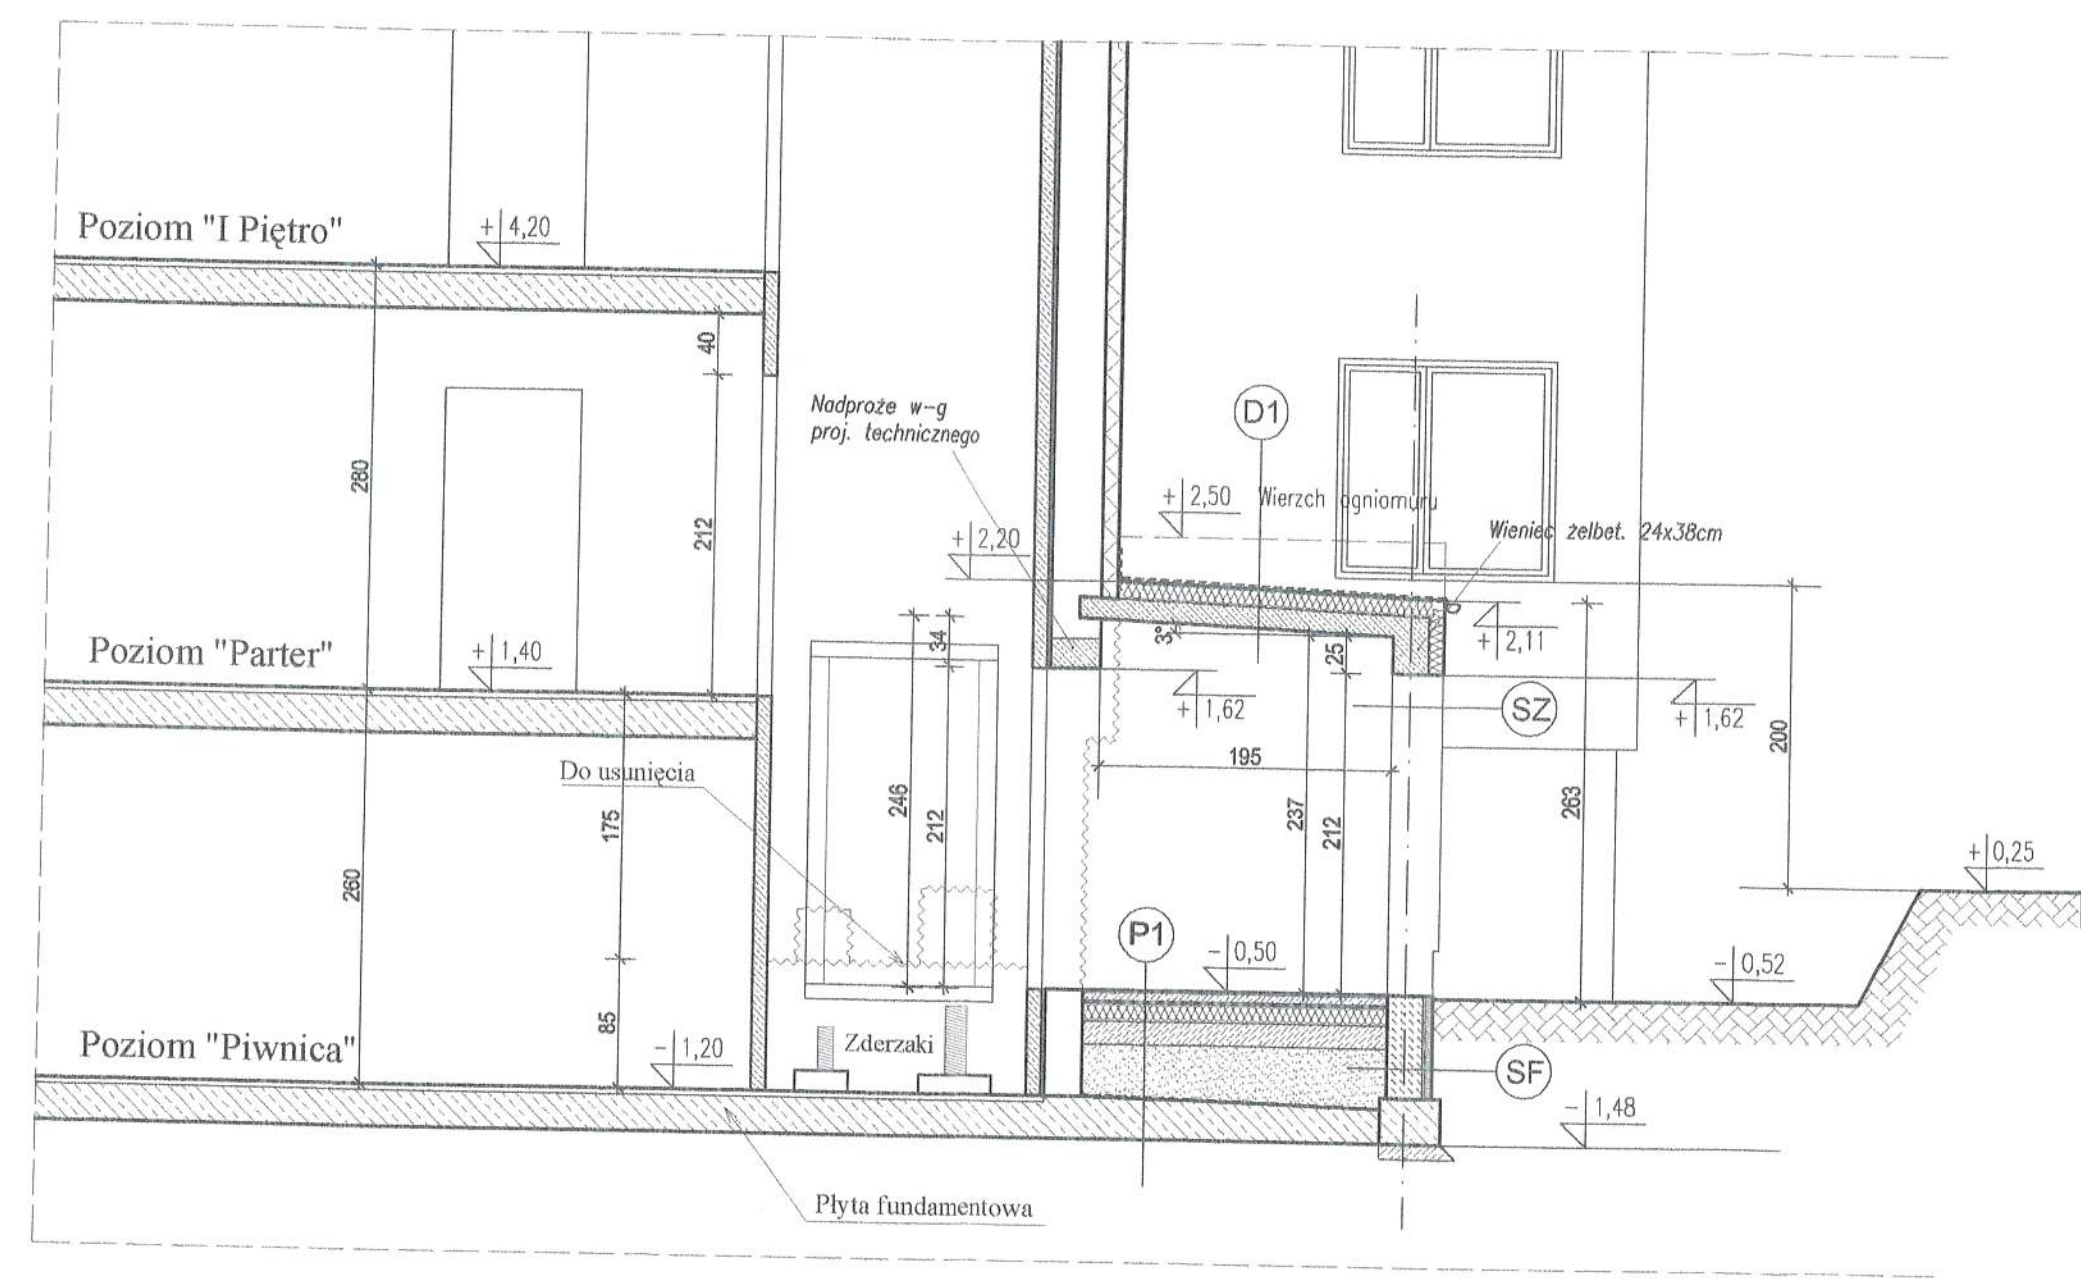 Poziom "I Piętro"
+ 4,20
40
Nadproże w-g
proj. technicznego
D1
280
212
+ 2,50 Wierzch ogniomuru
+ 2,20
Wieniec żelbet. 24x38cm
34
3°
25
+ 2,11
Poziom "Parter"
+ 1,40
+ 1,62
SZ
+ 1,62
200
195
Do usunięcia
175
246
212
237
212
263
260
+ 0,25
P1
- 0,50
- 0,52
85
Poziom "Piwnica"
- 1,20
Zderzaki
SF
- 1,48
Płyta fundamentowa